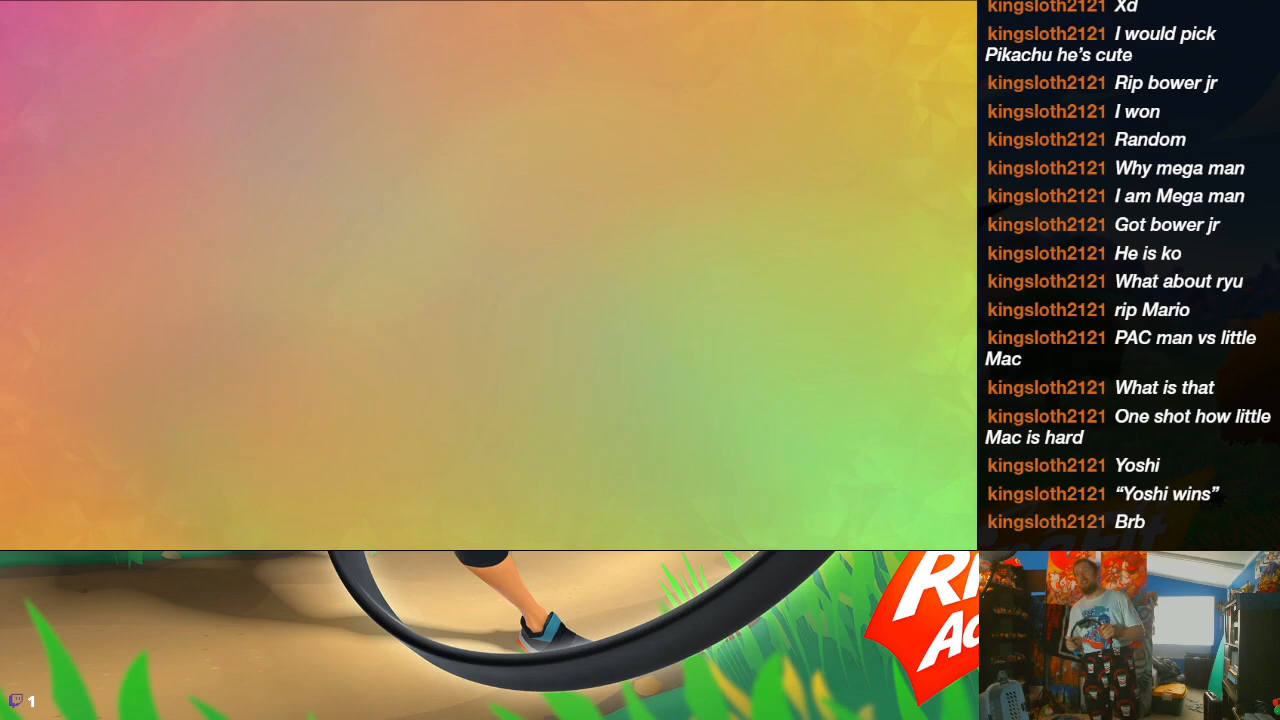 kingsloth2121 Xd
kingsloth2121 I would pick
Pikachu he's cute
kingsloth2121 Rip bower jr
kingsloth2121 I won
kingsloth2121 Random
kingsloth2121 Why mega man
kingsloth2121 I am Mega man
kingsloth2121 Got bower jr
kingsloth2121 He is ko
kingsloth2121 What about ryu
kingsloth2121 rip Mario
kingsloth2121 PAC man vs little
Mac
kingsloth2121 What is that
kingsloth2121 One shot how little
Mac is hard
kingsloth2121 Yoshi
kingsloth2121 “Yoshi wins”
kingsloth2121 Brb
1